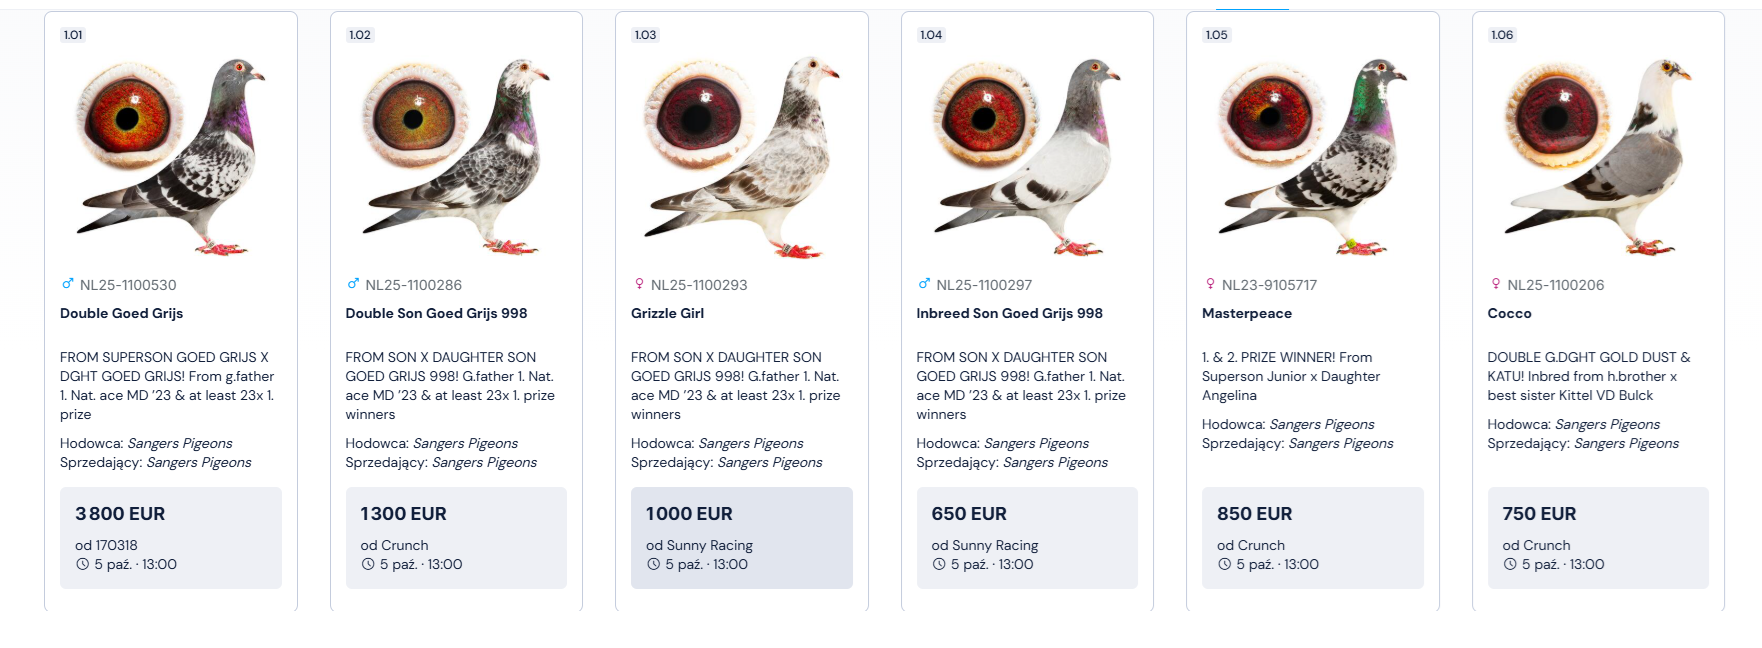 1.01
NL25-1100530
Double Goed Grijs
FROM SUPERSON GOED GRIJS X
DGHT GOED GRIJS! From g.father
1. Nat. ace MD ’23 & at least 23x 1.
prize
Hodowca: Sangers Pigeons
Sprzedający: Sangers Pigeons
3 800 EUR
od 170318
5 paź. · 13:00
1.02
NL25-1100286
Double Son Goed Grijs 998
FROM SON X DAUGHTER SON
GOED GRIJS 998! G.father 1. Nat.
ace MD ’23 & at least 23x 1. prize
winners
Hodowca: Sangers Pigeons
Sprzedający: Sangers Pigeons
1 300 EUR
od Crunch
5 paź. · 13:00
1.03
NL25-1100293
Grizzle Girl
FROM SON X DAUGHTER SON
GOED GRIJS 998! G.father 1. Nat.
ace MD ’23 & at least 23x 1. prize
winners
Hodowca: Sangers Pigeons
Sprzedający: Sangers Pigeons
1 000 EUR
od Sunny Racing
5 paź. · 13:00
1.04
NL25-1100297
Inbreed Son Goed Grijs 998
FROM SON X DAUGHTER SON
GOED GRIJS 998! G.father 1. Nat.
ace MD ’23 & at least 23x 1. prize
winners
Hodowca: Sangers Pigeons
Sprzedający: Sangers Pigeons
650 EUR
od Sunny Racing
5 paź. · 13:00
1.05
NL23-9105717
Masterpeace
1. & 2. PRIZE WINNER! From
Superson Junior x Daughter
Angelina
Hodowca: Sangers Pigeons
Sprzedający: Sangers Pigeons
850 EUR
od Crunch
5 paź. · 13:00
1.06
NL25-1100206
Cocco
DOUBLE G.DGHT GOLD DUST &
KATU! Inbred from h.brother x
best sister Kittel VD Bulck
Hodowca: Sangers Pigeons
Sprzedający: Sangers Pigeons
750 EUR
od Crunch
5 paź. · 13:00